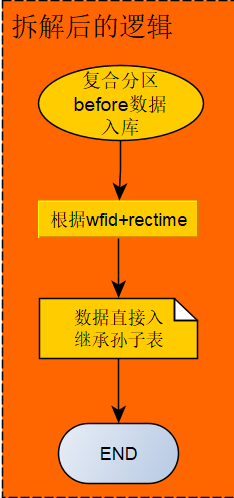 拆解后的逻辑
复合分区
before数据
入库
根据wfid+rectime
数据直接入
继承孙子表
END